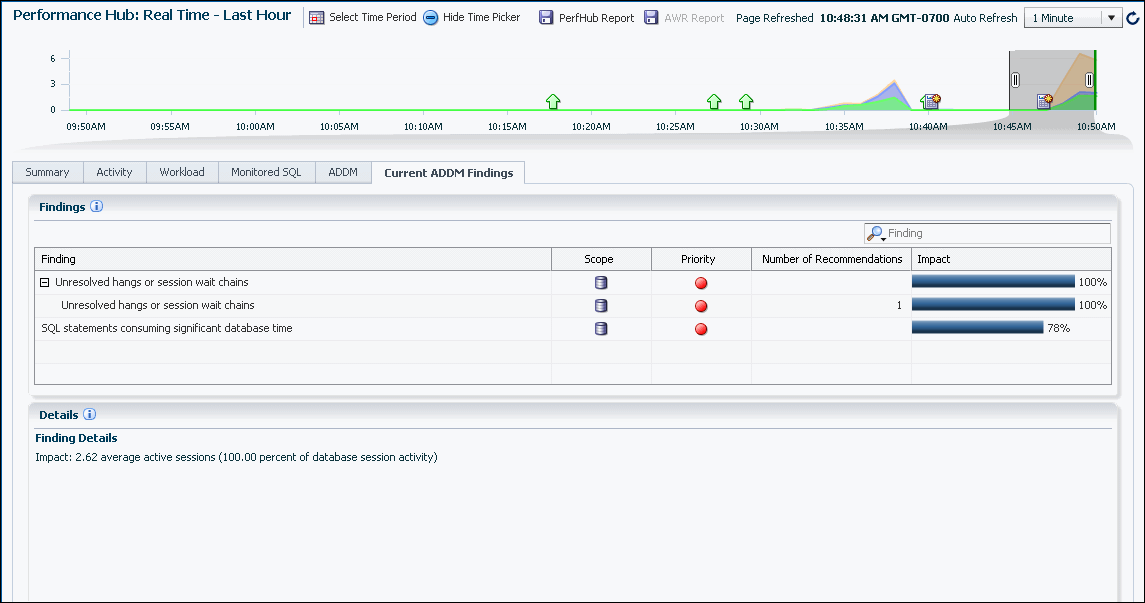 Performance Hub: Real Time - Last Hour Select Time Period Hide Time Picker PerfHub Report AWR Report Page Refreshed 10:48:31 AM GMT-0700 Auto Refresh 1 Minute
6
3
0
09:50AM 09:55AM 10:00AM 10:05AM 10:10AM 10:15AM 10:20AM 10:25AM 10:30AM 10:35AM 10:40AM 10:45AM 10:50AM
Summary Activity Workload Monitored SQL ADDM Current ADDM Findings
Findings
Finding
Finding Scope Priority Number of Recommendations Impact
Unresolved hangs or session wait chains 100%
Unresolved hangs or session wait chains 1 100%
SQL statements consuming significant database time 78%
Details
Finding Details
Impact: 2.62 average active sessions (100.00 percent of database session activity)